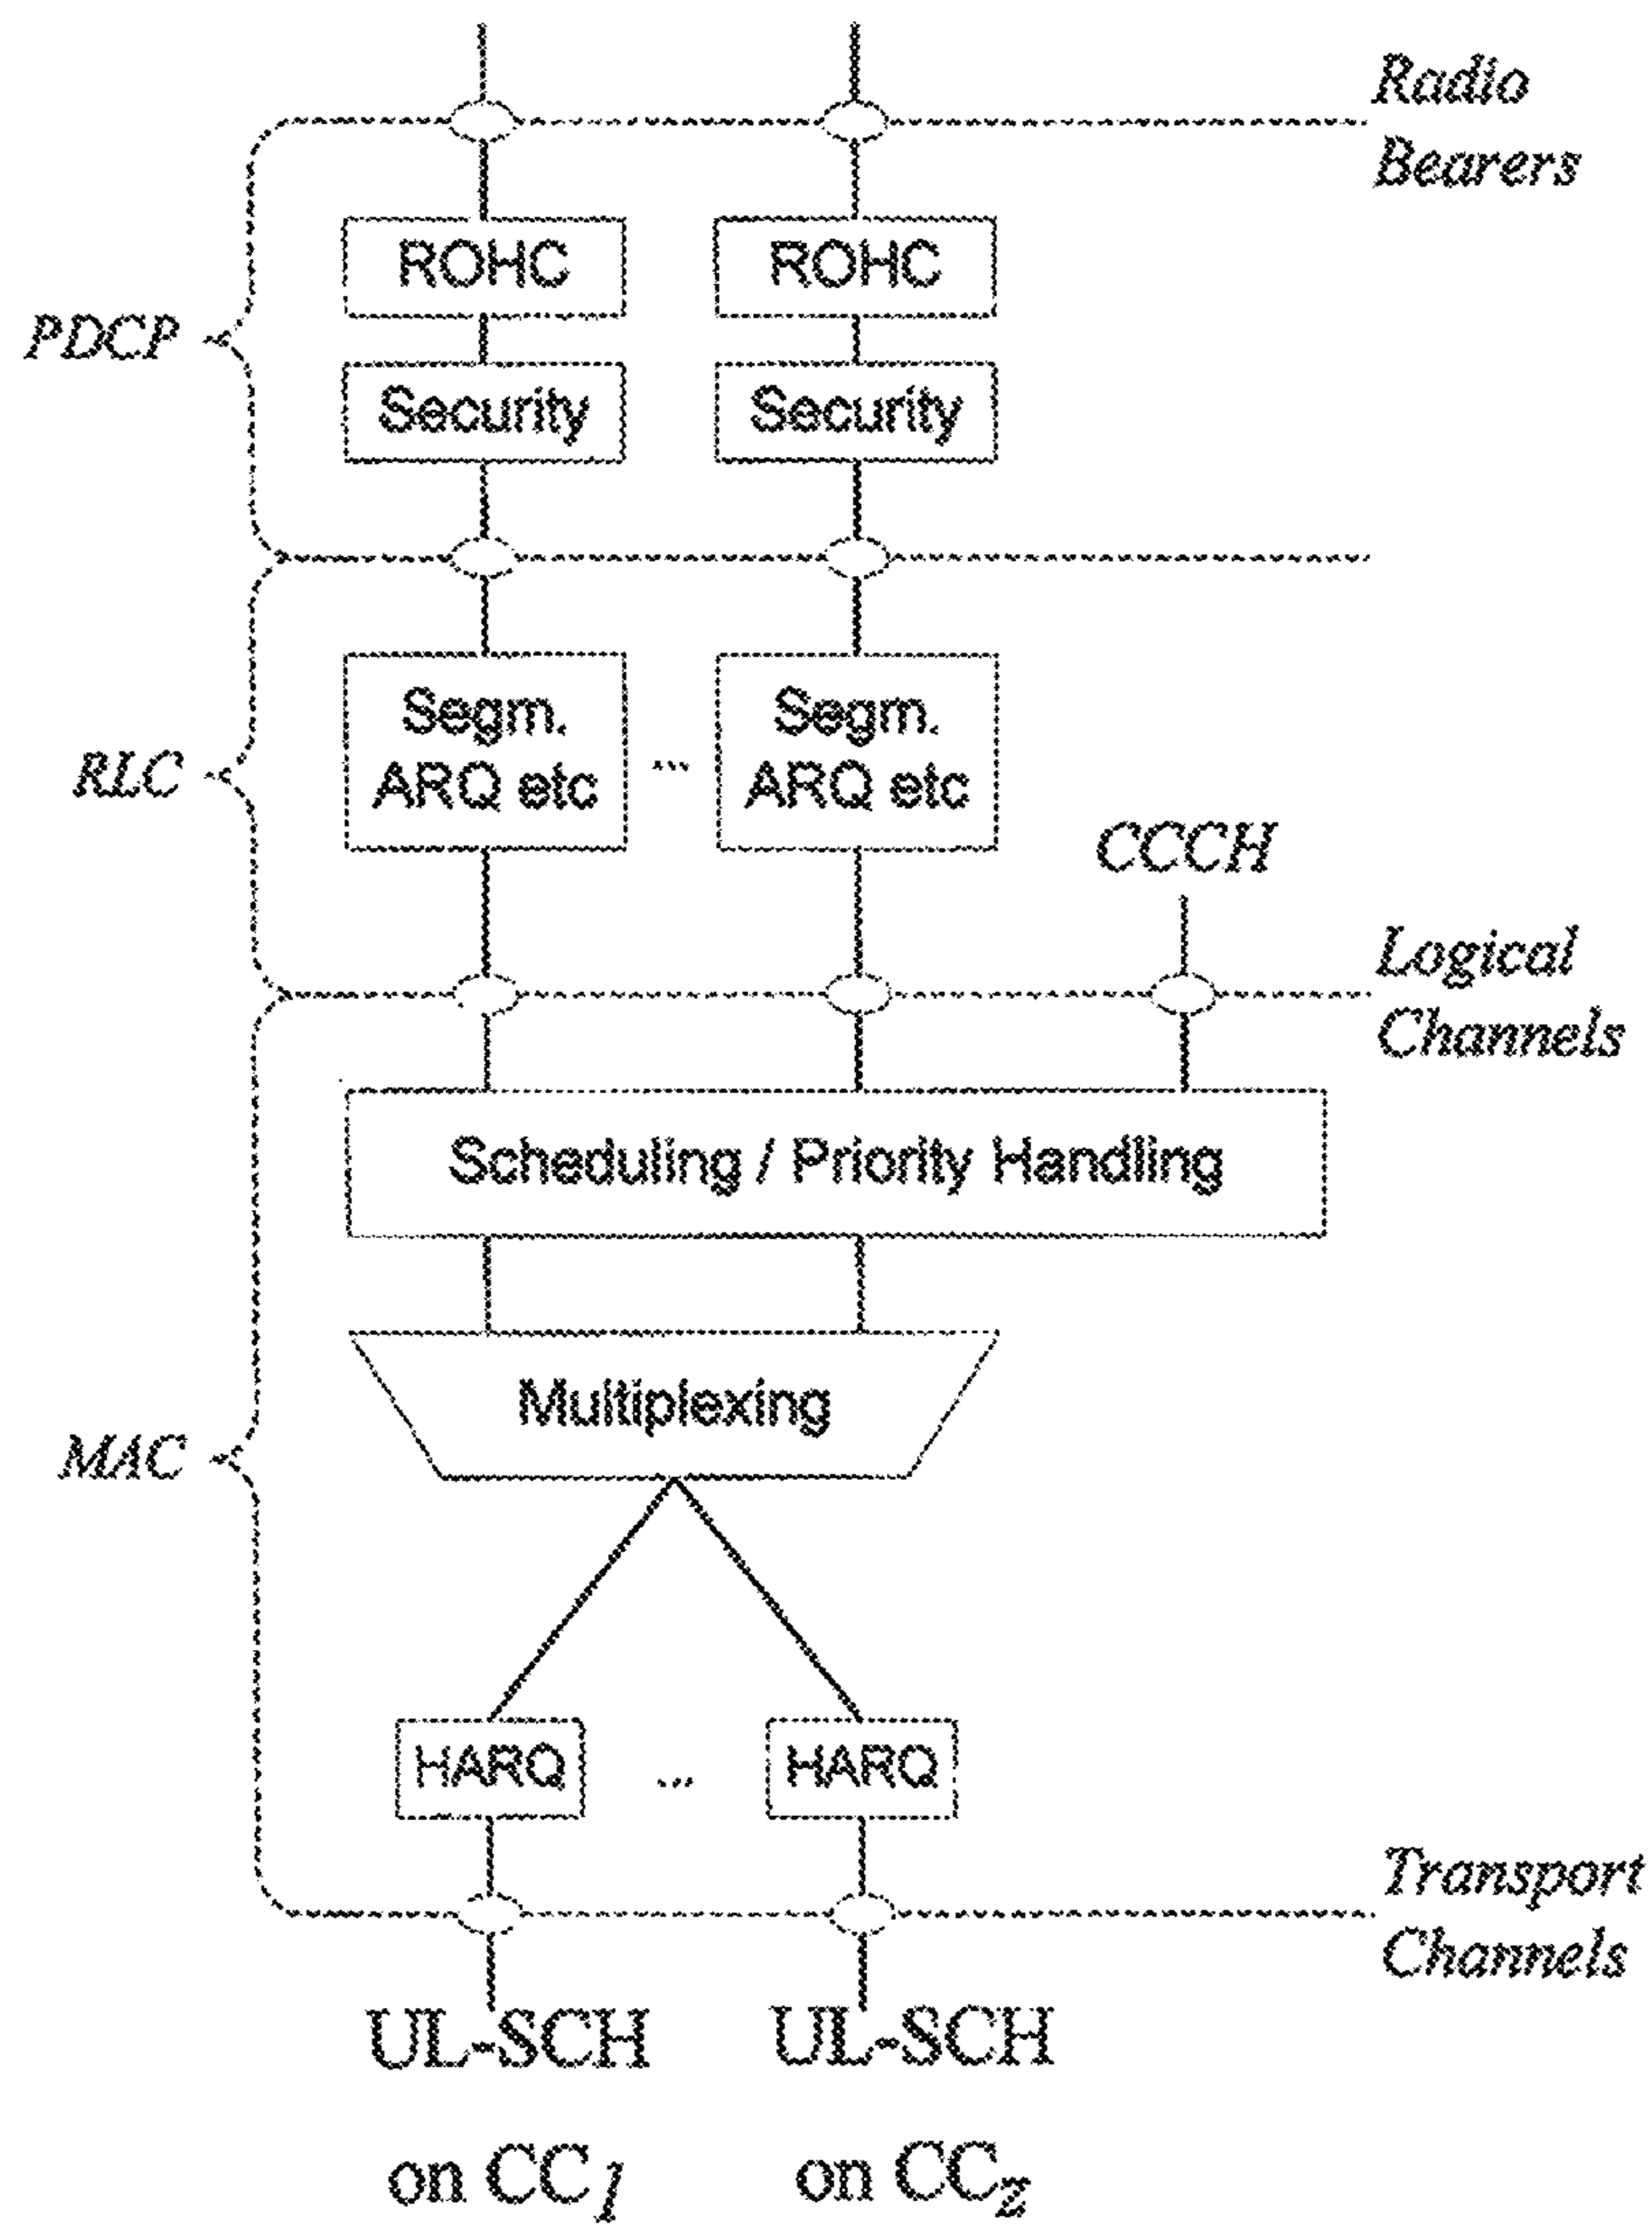 Radio
Bearers
ROHC ROHC
PDCP
Security Security
Segm. Segm.
ARQ etc ... ARQ etc
RLC
CCCH
Logical
Channels
Scheduling / Priority Handling
Multiplexing
MAC
HARQ ... HARQ
Transport
Channels
UL-SCH UL-SCH
on CC1 on CCz